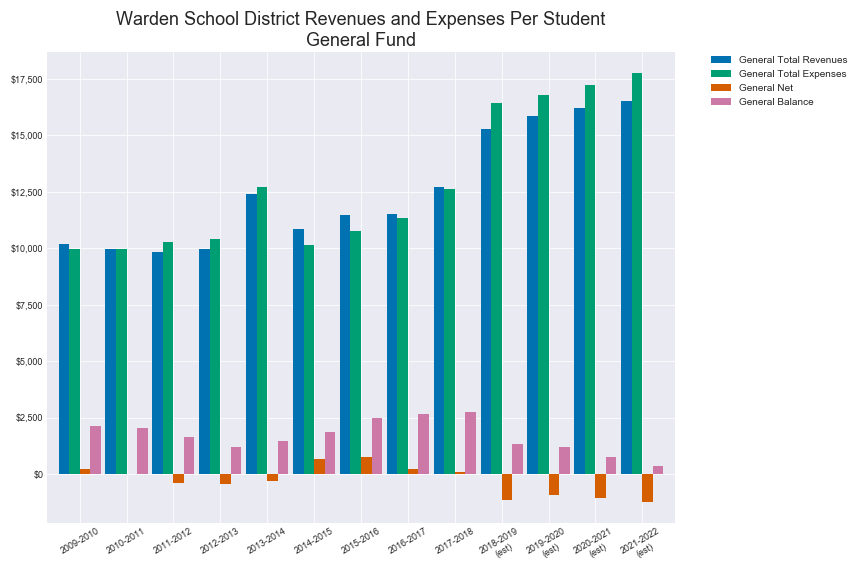 Warden School District Revenues and Expenses Per Student
General Fund
General Total Revenues
General Total Expenses
General Net
General Balance
$17,500
$15,000
$12,500
$10,000
$7,500
$5,000
$2,500
$0
2009-2010
2010-2011
2011-2012
2012-2013
2013-2014
2014-2015
2015-2016
2016-2017
2017-2018
2018-2019
(est)
2019-2020
(est)
2020-2021
(est)
2021-2022
(est)